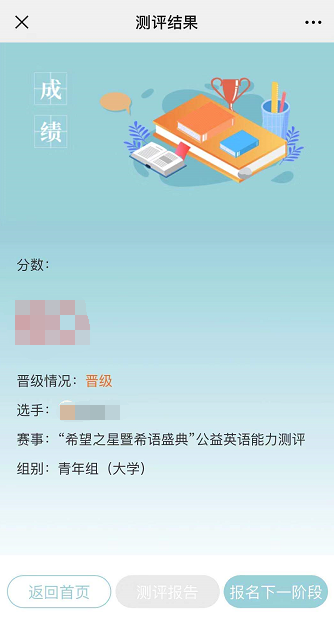 测评结果
成
绩
分数：
晋级情况：晋级
选手：
赛事：“希望之星暨希语盛典”公益英语能力测评
组别：青年组（大学）
返回首页
测评报告
报名下一阶段